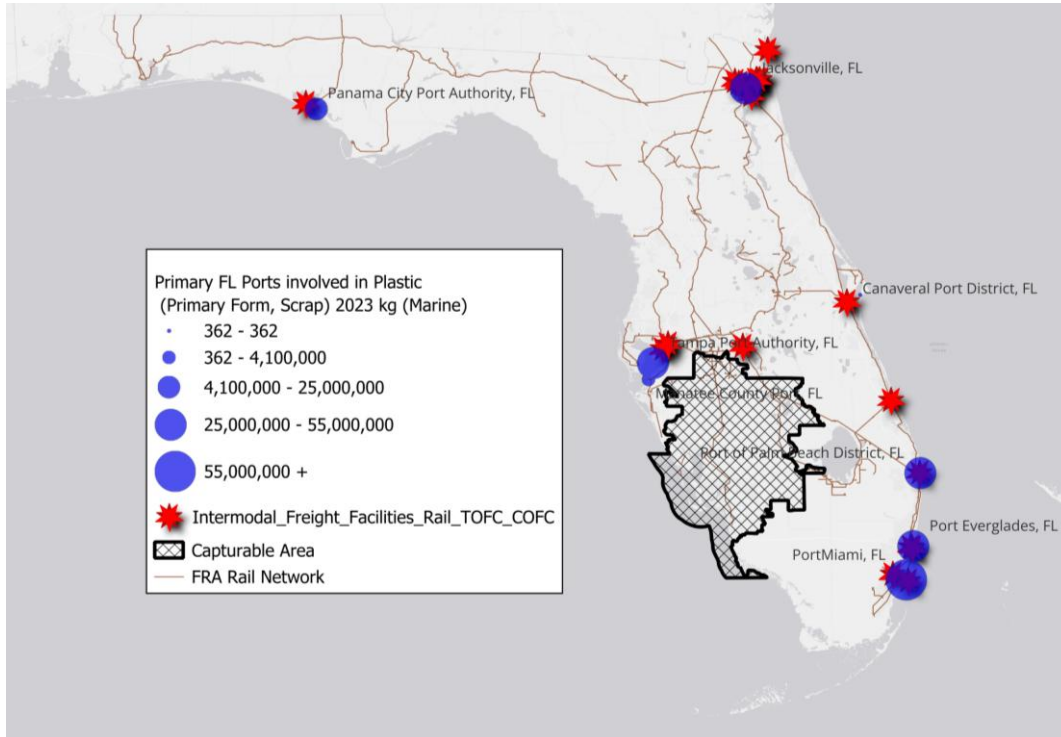 Jacksonville, FL
Panama City Port Authority, FL
Canaveral Port District, FL
Tampa Port Authority, FL
Manatee County Port, FL
Port of Palm Beach District, FL
Port Everglades, FL
PortMiami, FL
Primary FL Ports involved in Plastic
(Primary Form, Scrap) 2023 kg (Marine)
362 - 362
362 - 4,100,000
4,100,000 - 25,000,000
25,000,000 - 55,000,000
55,000,000 +
Intermodal_Freight_Facilities_Rail_TOFC_COFC
Capturable Area
FRA Rail Network